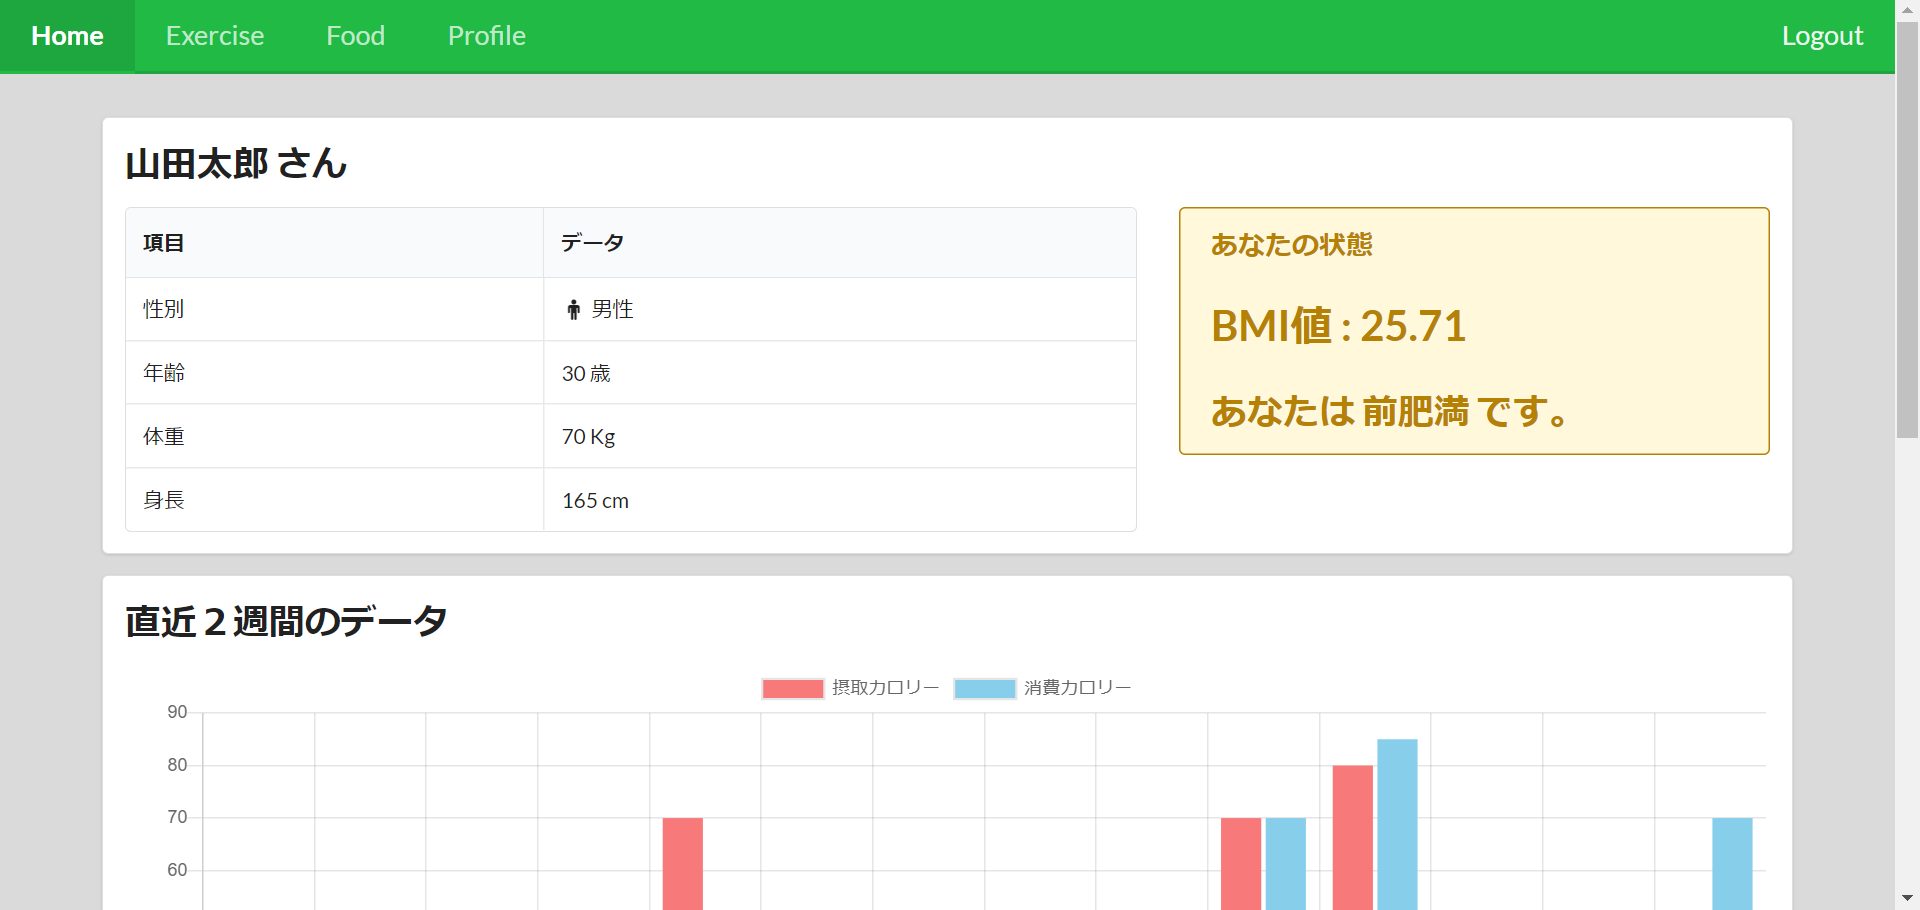 Home Exercise Food Profile Logout
山田太郎 さん
項目 データ
性別 男性
年齢 30 歳
体重 70 Kg
身長 165 cm
あなたの状態
BMI値 : 25.71
あなたは 前肥満 です。
直近２週間のデータ
摂取カロリー 消費カロリー
90
80
70
60